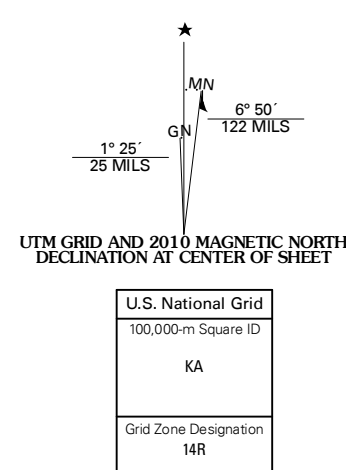 MN
6° 50´
122 MILS
GN
1° 25´
25 MILS
UTM GRID AND 2010 MAGNETIC NORTH
DECLINATION AT CENTER OF SHEET
U.S. National Grid
100,000-m Square ID
KA
Grid Zone Designation
14R